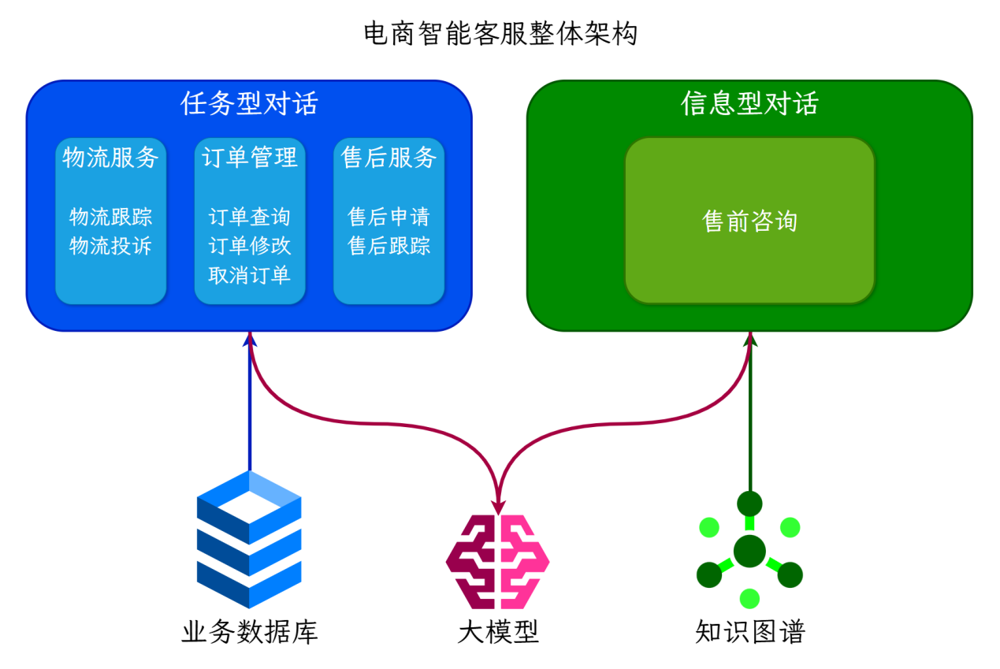 电商智能客服整体架构
任务型对话
物流服务
物流跟踪
物流投诉
订单管理
订单查询
订单修改
取消订单
售后服务
售后申请
售后跟踪
信息型对话
售前咨询
业务数据库
大模型
知识图谱